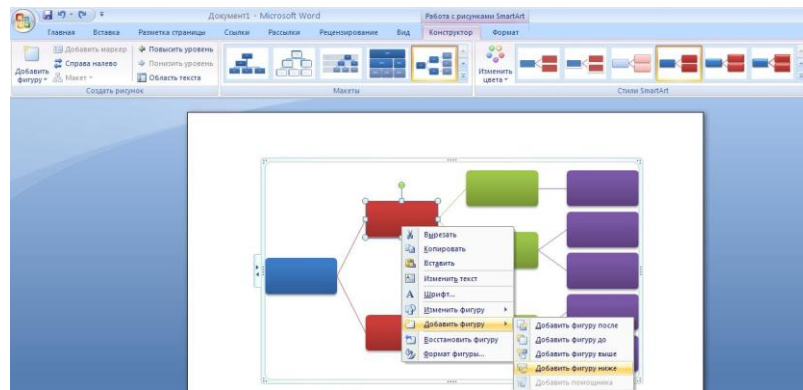 Документ1 - Microsoft Word
Работа с рисунками SmartArt
Главная Вставка Разметка страницы Ссылки Рассылки Рецензирование Вид Конструктор Формат
Добавить фигуру
Добавить маркер
Справа налево
Макет
Повысить уровень
Понизить уровень
Область текста
Изменить цвета
Создать рисунок Макеты Стили SmartArt
Вырезать
Копировать
Вставить
Изменить текст
Шрифт...
Изменить фигуру
Добавить фигуру
Восстановить фигуру
Формат фигуры...
Добавить фигуру после
Добавить фигуру до
Добавить фигуру выше
Добавить фигуру ниже
Добавить помощника